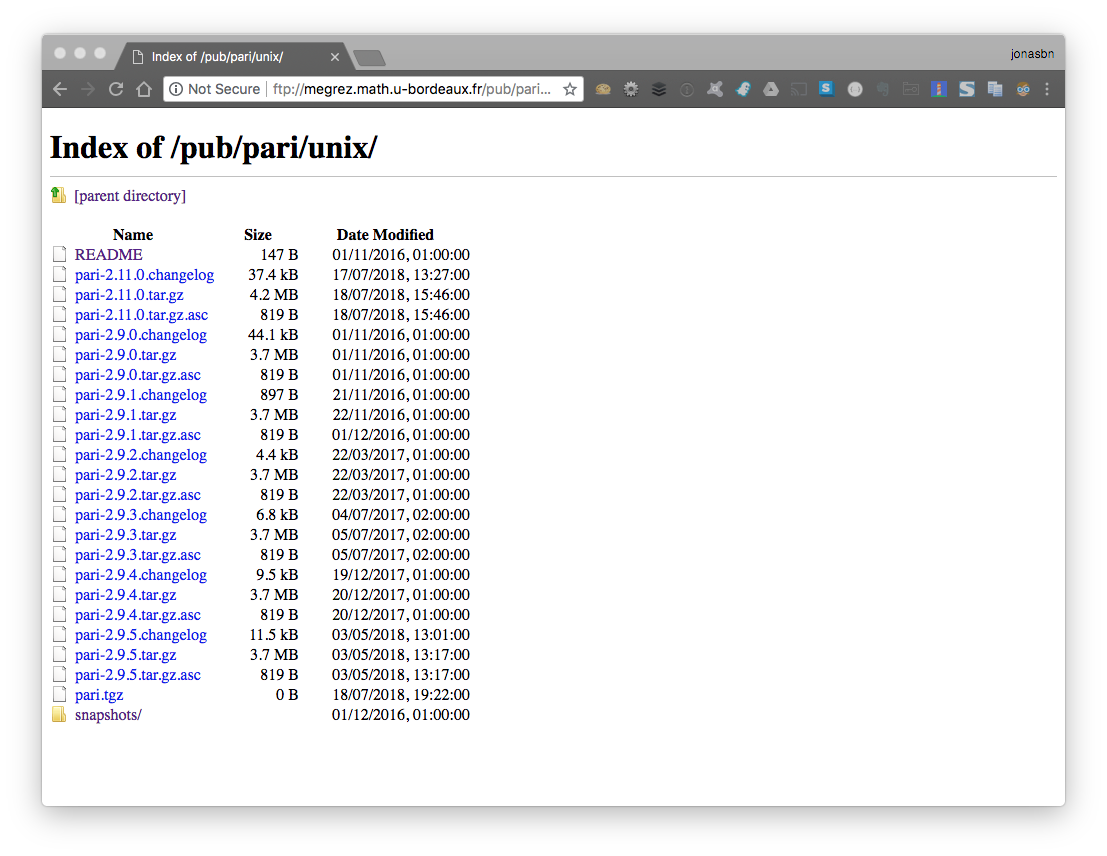 Index of /pub/pari/unix/
jonasbn
Not Secure ftp://megrez.math.u-bordeaux.fr/pub/pari...
Index of /pub/pari/unix/
[parent directory]
Name Size Date Modified
README 147 B 01/11/2016, 01:00:00
pari-2.11.0.changelog 37.4 kB 17/07/2018, 13:27:00
pari-2.11.0.tar.gz 4.2 MB 18/07/2018, 15:46:00
pari-2.11.0.tar.gz.asc 819 B 18/07/2018, 15:46:00
pari-2.9.0.changelog 44.1 kB 01/11/2016, 01:00:00
pari-2.9.0.tar.gz 3.7 MB 01/11/2016, 01:00:00
pari-2.9.0.tar.gz.asc 819 B 01/11/2016, 01:00:00
pari-2.9.1.changelog 897 B 21/11/2016, 01:00:00
pari-2.9.1.tar.gz 3.7 MB 22/11/2016, 01:00:00
pari-2.9.1.tar.gz.asc 819 B 01/12/2016, 01:00:00
pari-2.9.2.changelog 4.4 kB 22/03/2017, 01:00:00
pari-2.9.2.tar.gz 3.7 MB 22/03/2017, 01:00:00
pari-2.9.2.tar.gz.asc 819 B 22/03/2017, 01:00:00
pari-2.9.3.changelog 6.8 kB 04/07/2017, 02:00:00
pari-2.9.3.tar.gz 3.7 MB 05/07/2017, 02:00:00
pari-2.9.3.tar.gz.asc 819 B 05/07/2017, 02:00:00
pari-2.9.4.changelog 9.5 kB 19/12/2017, 01:00:00
pari-2.9.4.tar.gz 3.7 MB 20/12/2017, 01:00:00
pari-2.9.4.tar.gz.asc 819 B 20/12/2017, 01:00:00
pari-2.9.5.changelog 11.5 kB 03/05/2018, 13:01:00
pari-2.9.5.tar.gz 3.7 MB 03/05/2018, 13:17:00
pari-2.9.5.tar.gz.asc 819 B 03/05/2018, 13:17:00
pari.tgz 0 B 18/07/2018, 19:22:00
snapshots/ 01/12/2016, 01:00:00